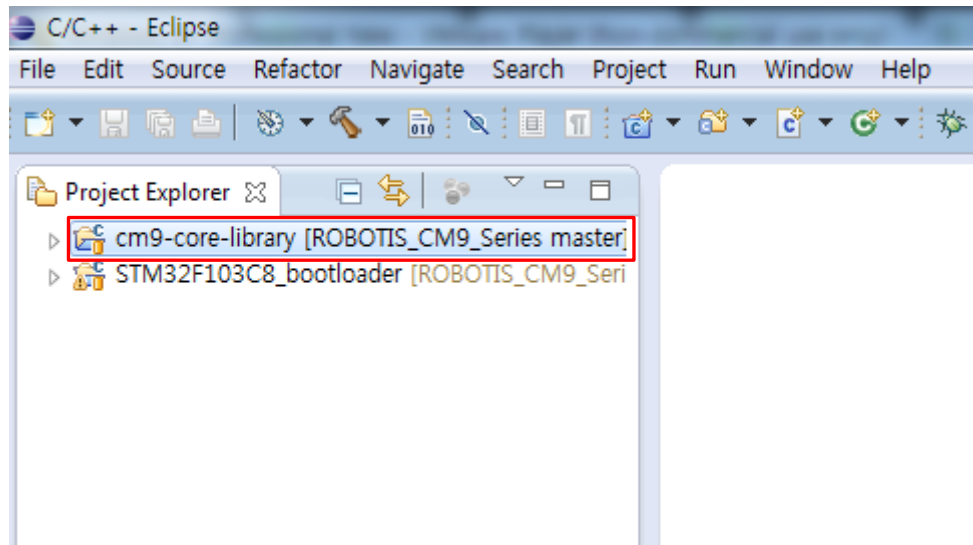 C/C++ - Eclipse
File Edit Source Refactor Navigate Search Project Run Window Help
010
Project Explorer
cm9-core-library [ROBOTIS_CM9_Series master]
STM32F103C8_bootloader [ROBOTIS_CM9_Seri